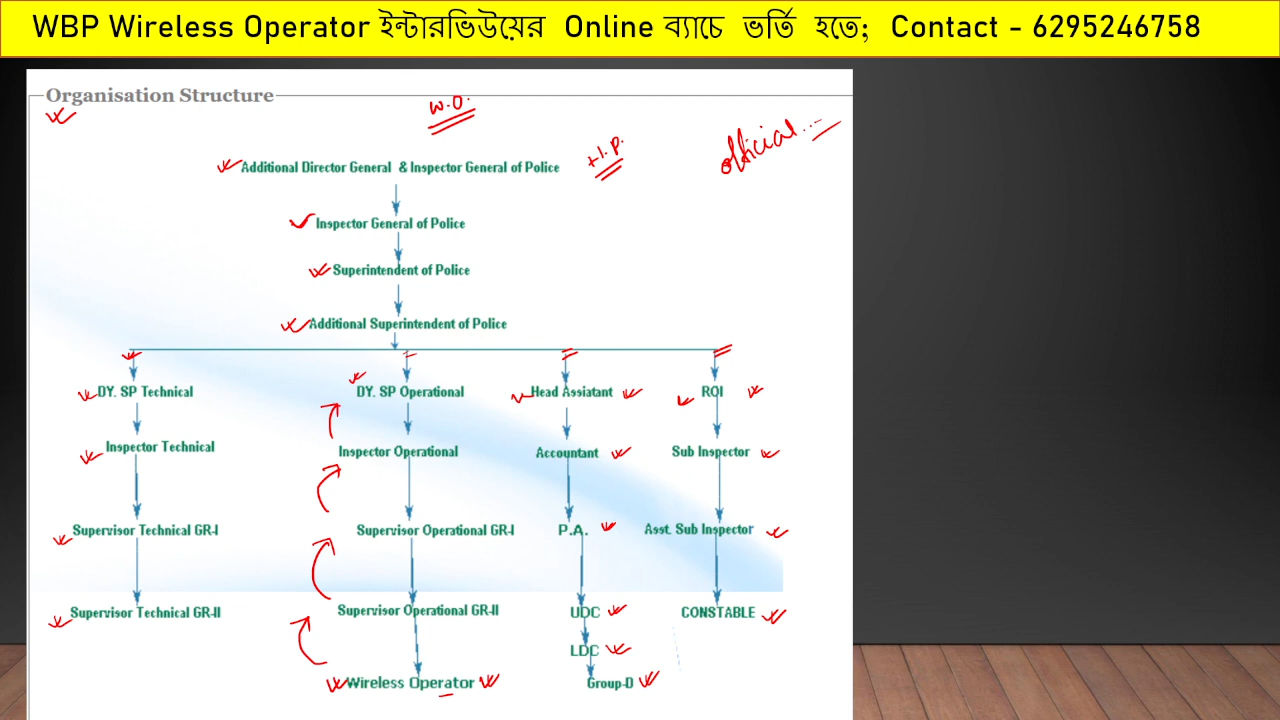 WBP Wireless Operator ইন্টারভিউয়ের Online ব্যাচে ভর্তি হতে; Contact - 6295246758
Organisation Structure
W.O.
official...
+1.p.
Additional Director General & Inspector General of Police
Inspector General of Police
Superintendent of Police
Additional Superintendent of Police
DY. SP Technical DY. SP Operational Head Assiatant ROI
Inspector Technical Inspector Operational Accountant Sub Inspector
Supervisor Technical GR-I Supervisor Operational GR-I P.A. Asst. Sub Inspector
Supervisor Technical GR-II Supervisor Operational GR-II UDC CONSTABLE
LDC
Wireless Operator Group-D